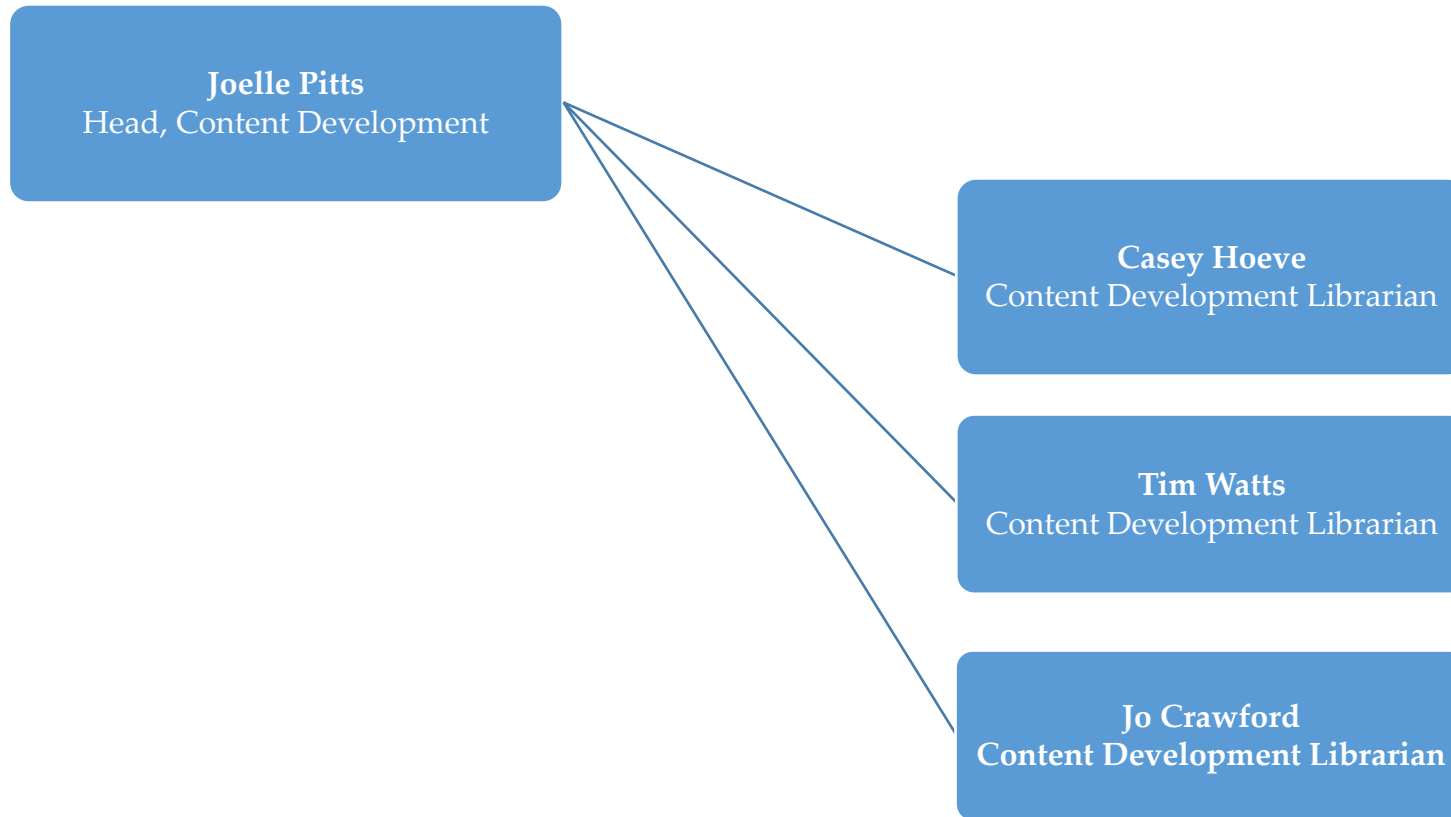 Joelle Pitts
Head, Content Development
Casey Hoeve
Content Development Librarian
Tim Watts
Content Development Librarian
Jo Crawford
Content Development Librarian